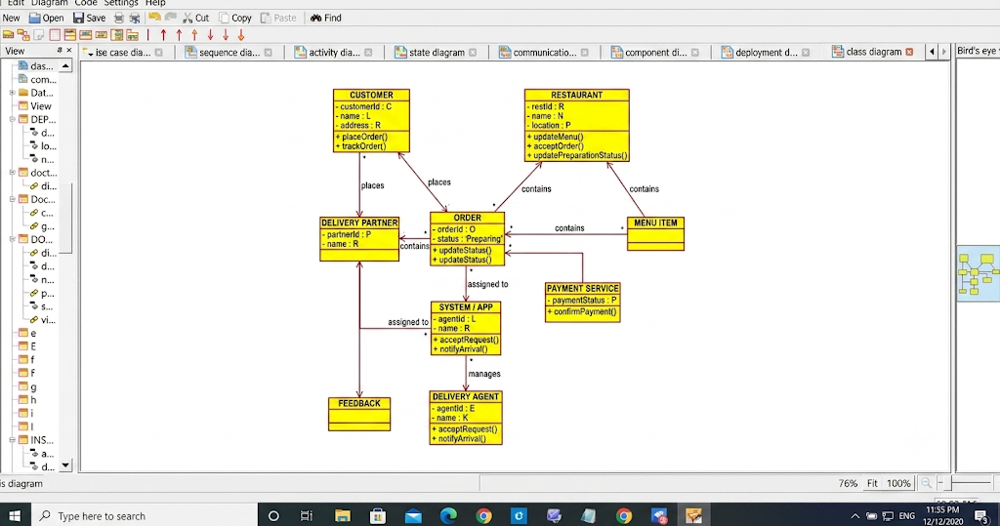 Edit Diagram Code Settings Help
New Open Save Cut Copy Paste Find
View
ise case dia...
sequence dia...
activity dia...
state diagram
communicatio...
component di...
deployment d...
class diagram
Bird's eye
das...
com...
Dat...
View
DEP...
d...
lo...
n...
doct...
di...
Doc...
c...
g...
DO...
di...
d...
n...
p...
s...
vi...
e
E
f
F
g
h
i
I
INS...
a...
d...
CUSTOMER
- customerId : C
- name : L
- address : R
+ placeOrder()
+ trackOrder()
RESTAURANT
- restId : R
- name : N
- location : P
+ updateMenu()
+ acceptOrder()
+ updatePreparationStatus()
*
places
places
contains
contains
*
DELIVERY PARTNER
- partnerId : P
- name : R
*
contains
ORDER
- orderId : O
- status : 'Preparing'
+ updateStatus()
+ updateStatus()
*
contains
*
*
MENU ITEM
*
assigned to
PAYMENT SERVICE
- paymentStatus : P
+ confirmPayment()
assigned to
*
SYSTEM / APP
- agentId : L
- name : R
+ acceptRequest()
+ notifyArrival()
*
manages
FEEDBACK
DELIVERY AGENT
- agentId : E
- name : K
+ acceptRequest()
+ notifyArrival()
is diagram
76% Fit 100%
Type here to search
ENG
11:55 PM
12/12/2020
3